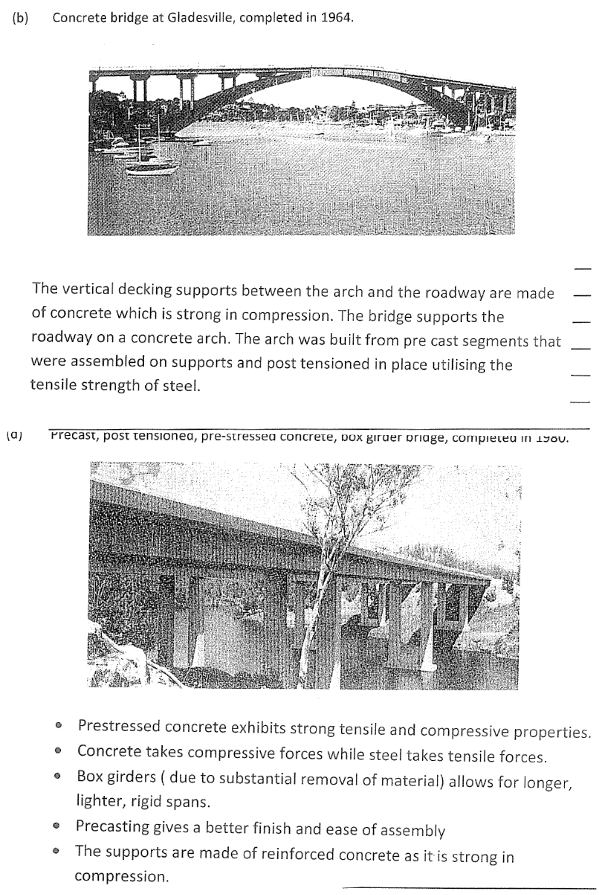 (b) Concrete bridge at Gladesville, completed in 1964.
The vertical decking supports between the arch and the roadway are made
of concrete which is strong in compression. The bridge supports the
roadway on a concrete arch. The arch was built from pre cast segments that
were assembled on supports and post tensioned in place utilising the
tensile strength of steel.
(a) Precast, post tensioned, pre-stressed concrete, box girder bridge, completed in 1980.
• Prestressed concrete exhibits strong tensile and compressive properties.
• Concrete takes compressive forces while steel takes tensile forces.
• Box girders ( due to substantial removal of material) allows for longer,
lighter, rigid spans.
• Precasting gives a better finish and ease of assembly
• The supports are made of reinforced concrete as it is strong in
compression.